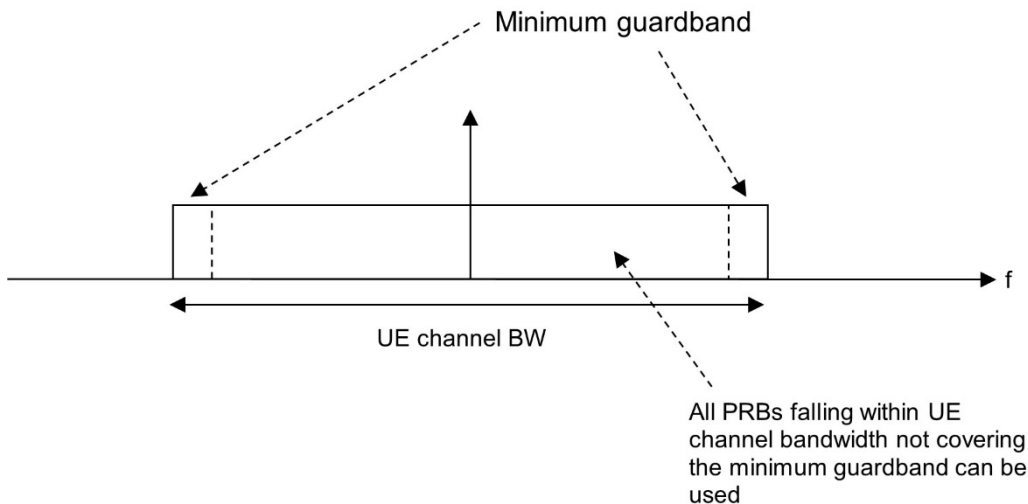 Minimum guardband
f
UE channel BW
All PRBs falling within UE
channel bandwidth not covering
the minimum guardband can be
used